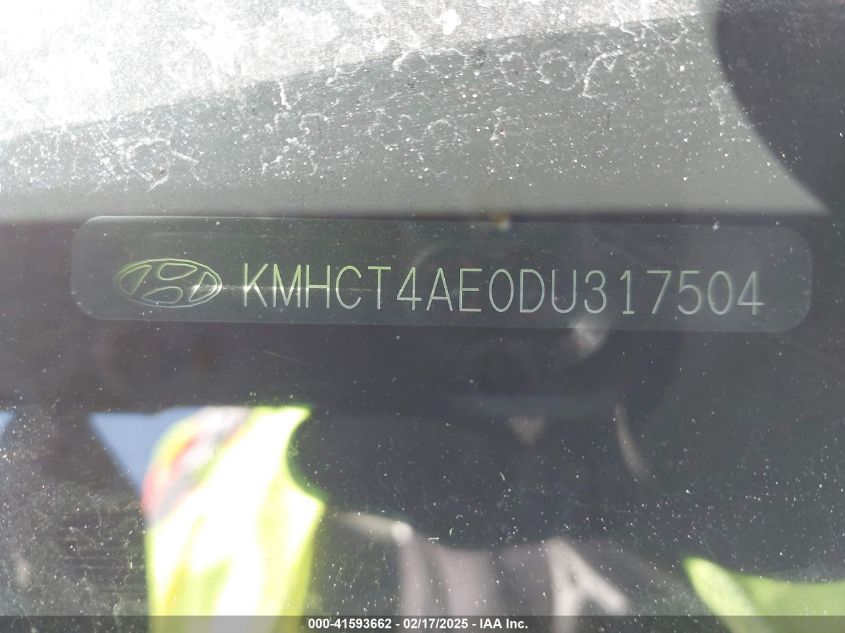 KMHCT4AE0DU317504
000-41593662 - 02/17/2025 - IAA Inc.